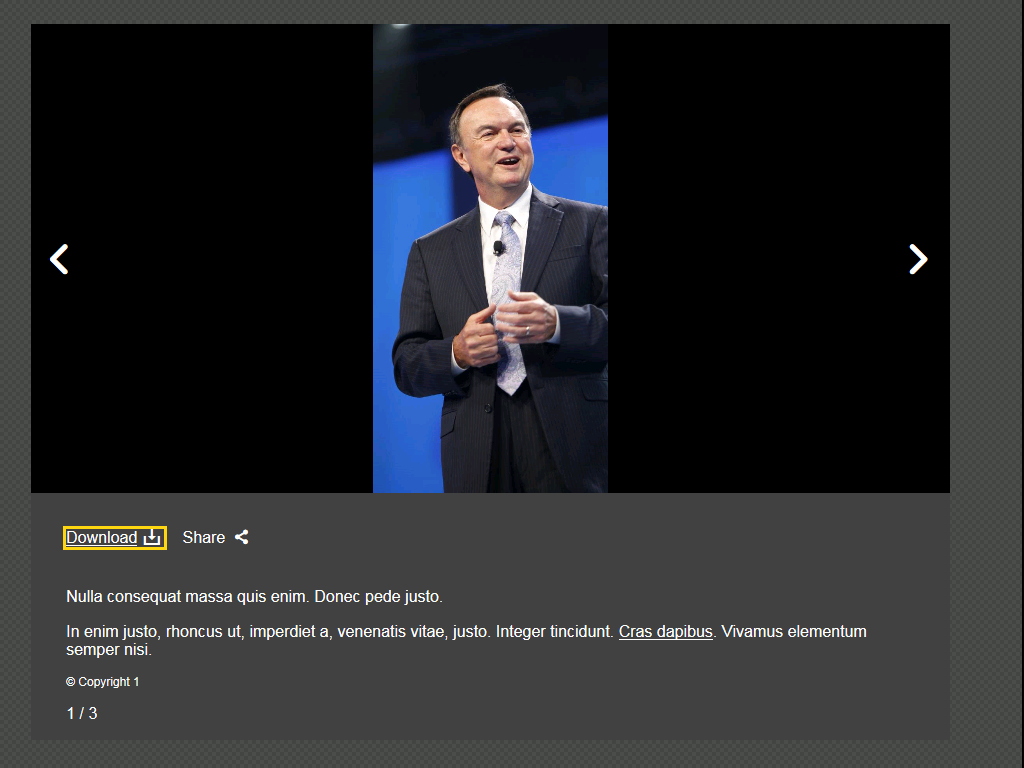 Download
Share
Nulla consequat massa quis enim. Donec pede justo.
In enim justo, rhoncus ut, imperdiet a, venenatis vitae, justo. Integer tincidunt. Cras dapibus. Vivamus elementum
semper nisi.
© Copyright 1
1 / 3